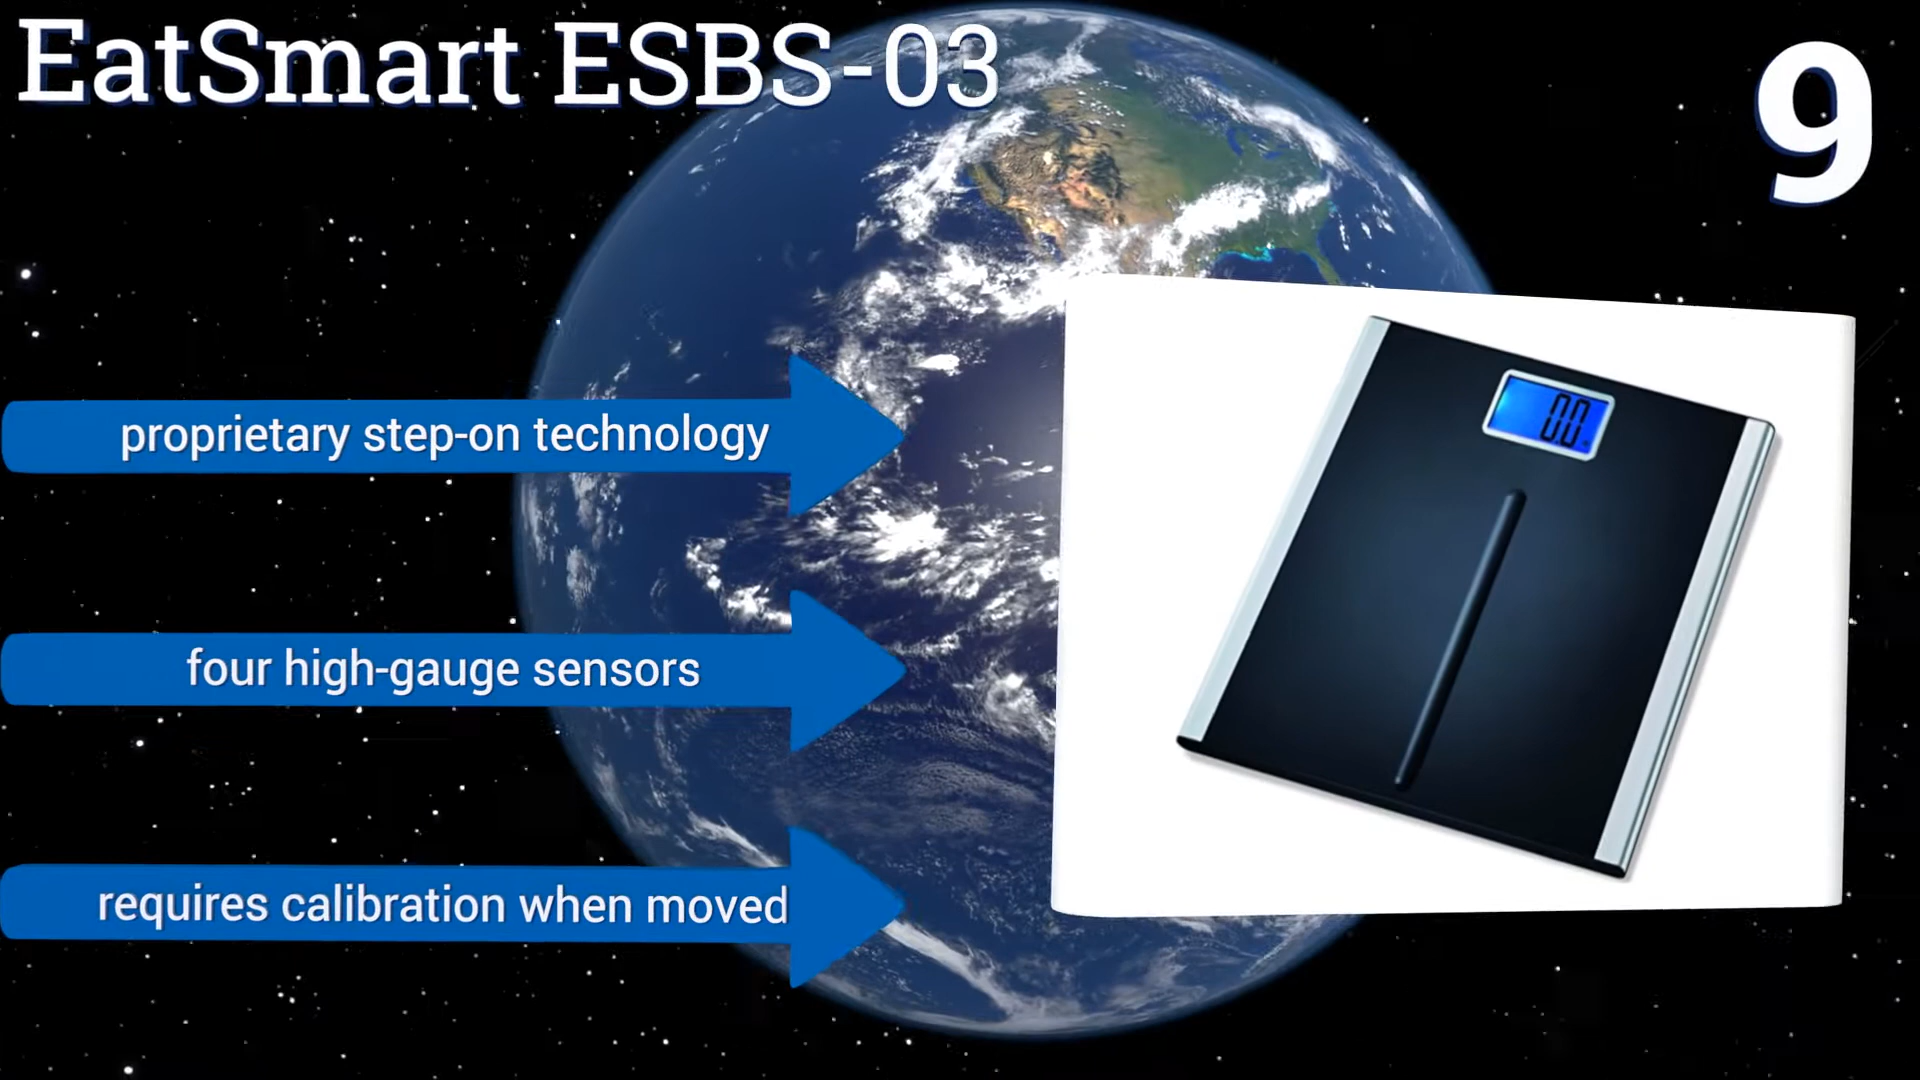 EatSmart ESBS-03
9
proprietary step-on technology
0.0
four high-gauge sensors
requires calibration when moved